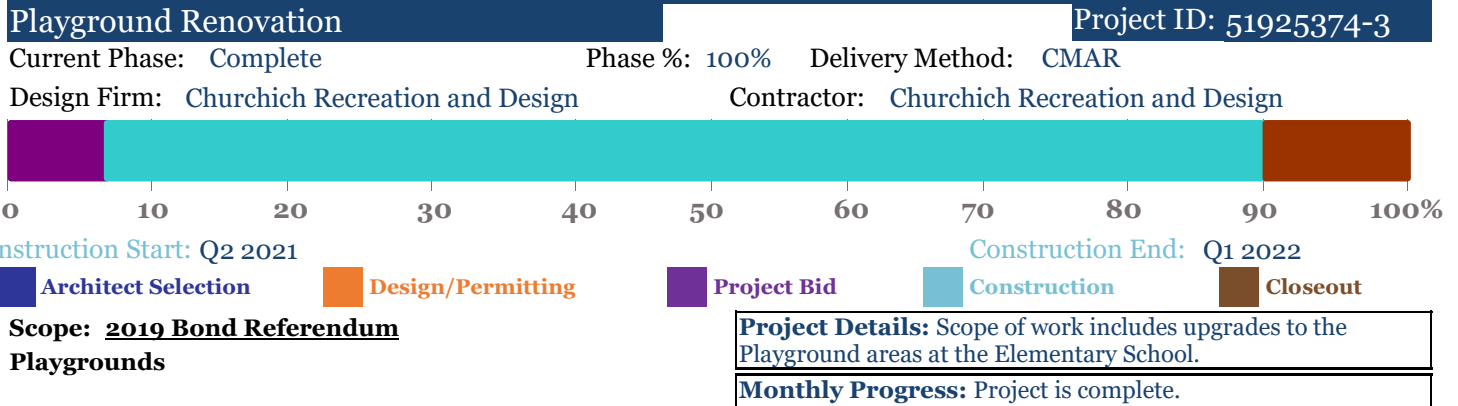 Playground Renovation Project ID: 51925374-3
Current Phase: Complete Phase %: 100% Delivery Method: CMAR
Design Firm: Churchich Recreation and Design Contractor: Churchich Recreation and Design
0 10 20 30 40 50 60 70 80 90 100%
nstruction Start: Q2 2021 Construction End: Q1 2022
Architect Selection Design/Permitting Project Bid Construction Closeout
Scope: 2019 Bond Referendum
Playgrounds
Project Details: Scope of work includes upgrades to the
Playground areas at the Elementary School.
Monthly Progress: Project is complete.